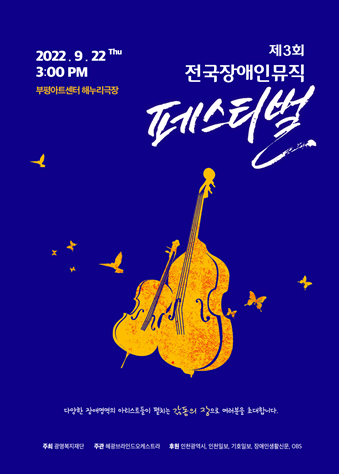 2022. 9. 22 Thu
3:00 PM
부평아트센터 해누리극장
제3회
전국장애인뮤직
페스티벌
다양한 장애영역의 아티스트들이 펼치는 감동의 장으로 여러분을 초대합니다.
주최 광명복지재단 주관 혜광브라인드오케스트라 후원 인천광역시, 인천일보, 기호일보, 장애인생활신문, OBS